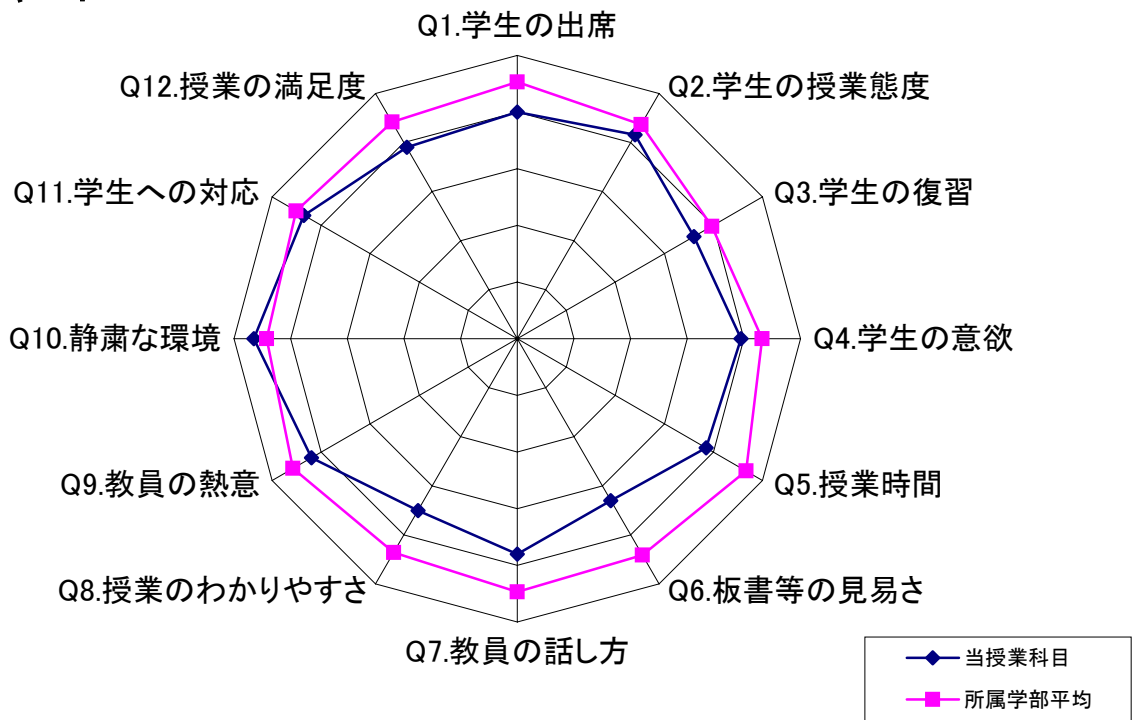 Q1.学生の出席
Q2.学生の授業態度
Q3.学生の復習
Q4.学生の意欲
Q5.授業時間
Q6.板書等の見易さ
Q7.教員の話し方
Q8.授業のわかりやすさ
Q9.教員の熱意
Q10.静粛な環境
Q11.学生への対応
Q12.授業の満足度
当授業科目
所属学部平均